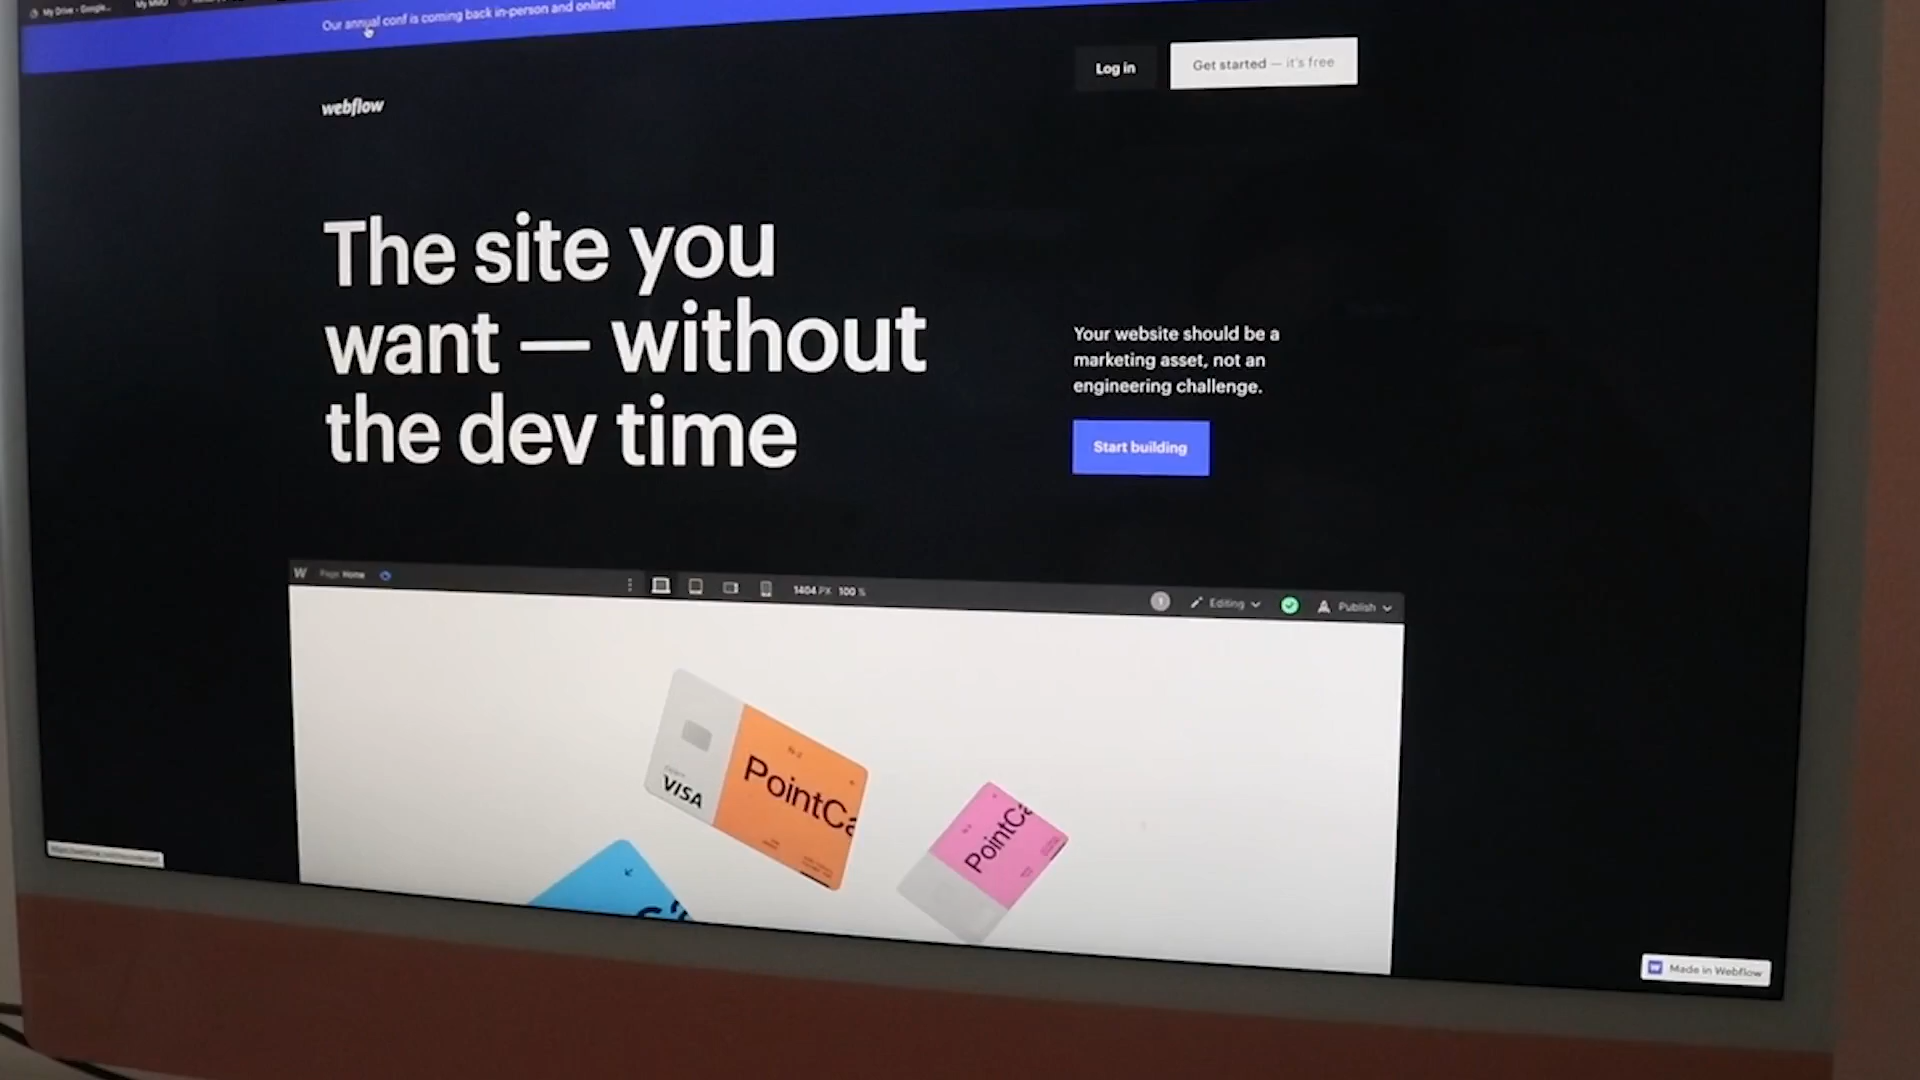 My Drive - Google...
Our annual conf is coming back in-person and online!
webflow
Log in
Get started — it's free
The site you
want — without
the dev time
Your website should be a
marketing asset, not an
engineering challenge.
Start building
W
Page: Home
1404 PX 100 %
Editing
Publish
VISA
PointCa
PointCa
Made in Webflow